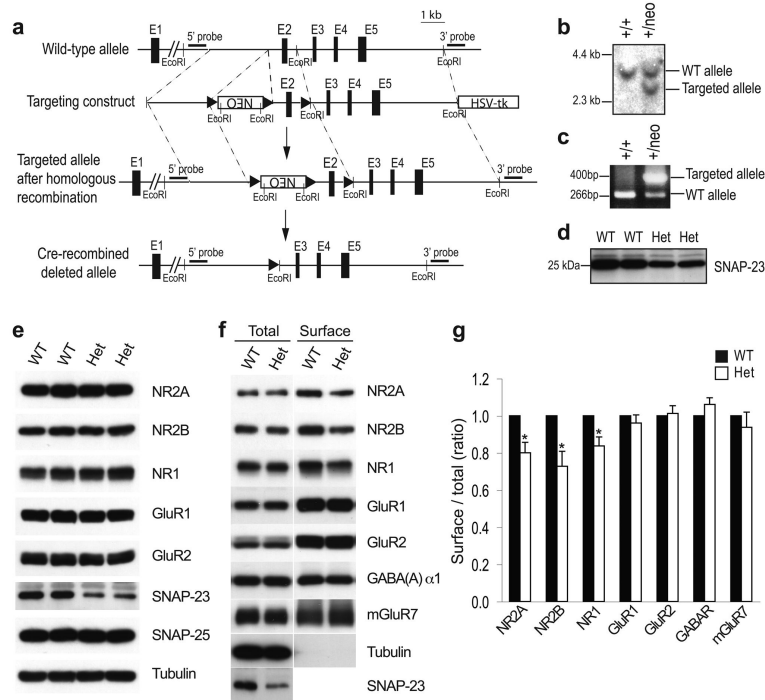 a
1 kb
E1 5' probe E2 E3 E4 E5 3' probe
Wild-type allele
EcoRI EcoRI EcoRI
E2 E3 E4 E5
Targeting construct
NEO HSV-tk
EcoRI EcoRI EcoRI EcoRI
Targeted allele
after homologous
recombination
E1 5' probe E2 E3 E4 E5 3' probe
NEO
EcoRI EcoRI EcoRI EcoRI EcoRI
Cre-recombined
deleted allele
E1 5' probe E3 E4 E5 3' probe
EcoRI EcoRI EcoRI
b
+/+ +/neo
4.4 kb
WT allele
Targeted allele
2.3 kb
c
+/+ +/neo
400bp Targeted allele
266bp WT allele
d
WT WT Het Het
25 kDa SNAP-23
e
WT WT Het Het
NR2A
NR2B
NR1
GluR1
GluR2
SNAP-23
SNAP-25
Tubulin
f
Total Surface
WT Het WT Het
NR2A
NR2B
NR1
GluR1
GluR2
GABA(A) α1
mGluR7
Tubulin
SNAP-23
g
WT
Het
Surface / total (ratio)
1.2
1.0
0.8
0.6
0.4
0.2
0.0
* * *
NR2A NR2B NR1 GluR1 GluR2 GABAR mGluR7